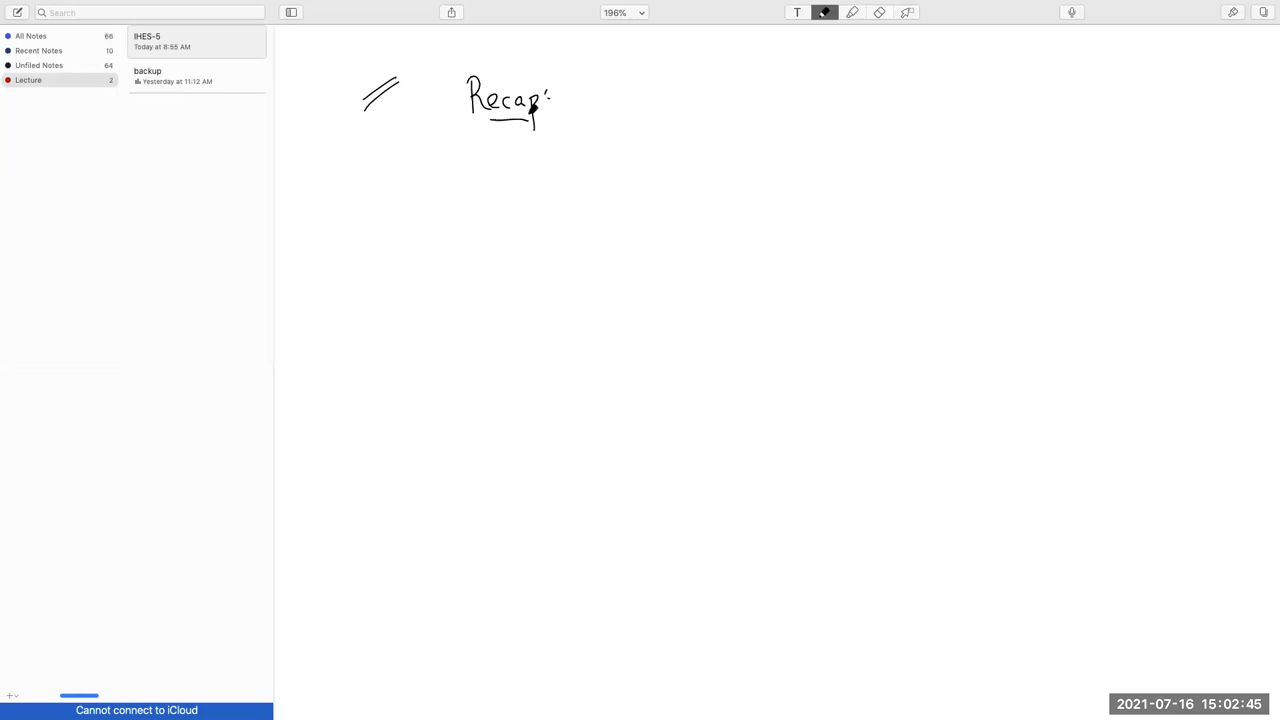 Search
196%
T
All Notes 66
Recent Notes 10
Unfiled Notes 64
Lecture 2
IHES-5
Today at 8:55 AM
backup
Yesterday at 11:12 AM
Recap:
Cannot connect to iCloud
2021-07-16 15:02:45